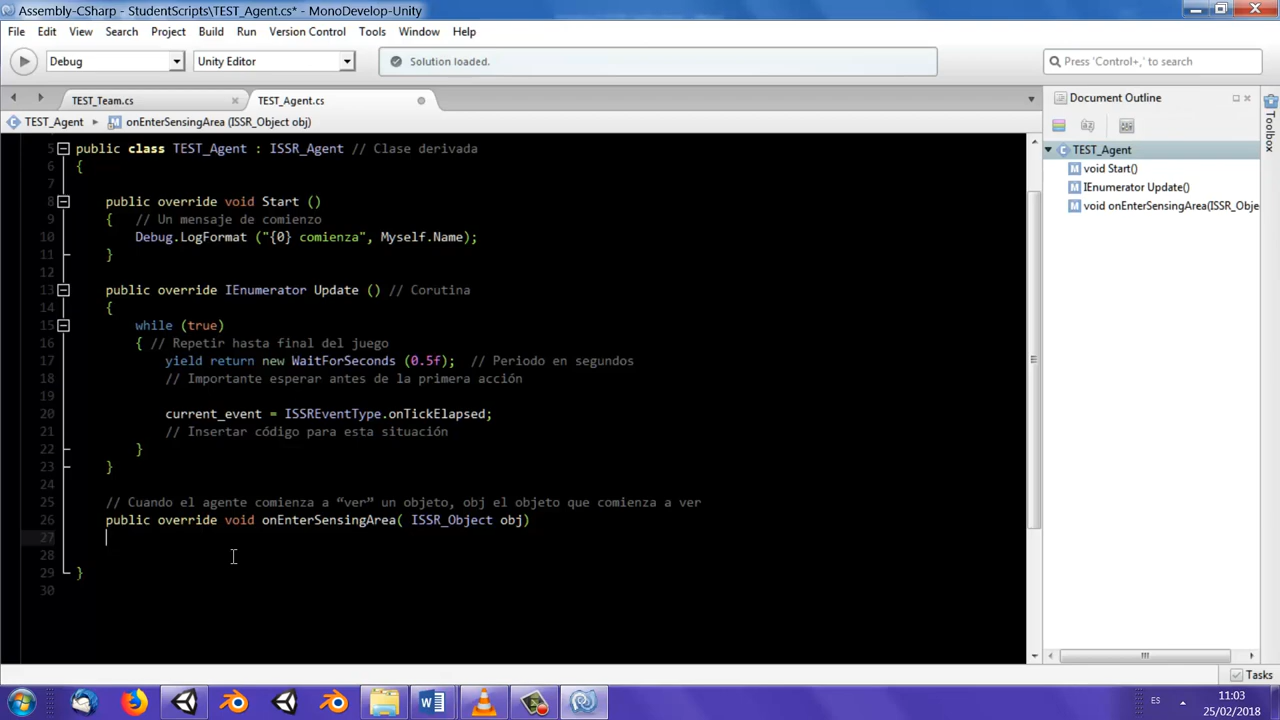 Assembly-CSharp - StudentScripts\TEST_Agent.cs* - MonoDevelop-Unity
File Edit View Search Project Build Run Version Control Tools Window Help
Debug Unity Editor Solution loaded. Press 'Control+,' to search
TEST_Team.cs TEST_Agent.cs Document Outline
TEST_Agent onEnterSensingArea (ISSR_Object obj)
Toolbox
TEST_Agent
void Start()
IEnumerator Update()
void onEnterSensingArea(ISSR_Obje
5 public class TEST_Agent : ISSR_Agent // Clase derivada
6 {
7
8 public override void Start ()
9 { // Un mensaje de comienzo
10 Debug.LogFormat ("{0} comienza", Myself.Name);
11 }
12
13 public override IEnumerator Update () // Corutina
14 {
15 while (true)
16 { // Repetir hasta final del juego
17 yield return new WaitForSeconds (0.5f); // Periodo en segundos
18 // Importante esperar antes de la primera acción
19
20 current_event = ISSREventType.onTickElapsed;
21 // Insertar código para esta situación
22 }
23 }
24
25 // Cuando el agente comienza a “ver” un objeto, obj el objeto que comienza a ver
26 public override void onEnterSensingArea( ISSR_Object obj)
27
28
29 }
30
Tasks
ES 11:03
25/02/2018